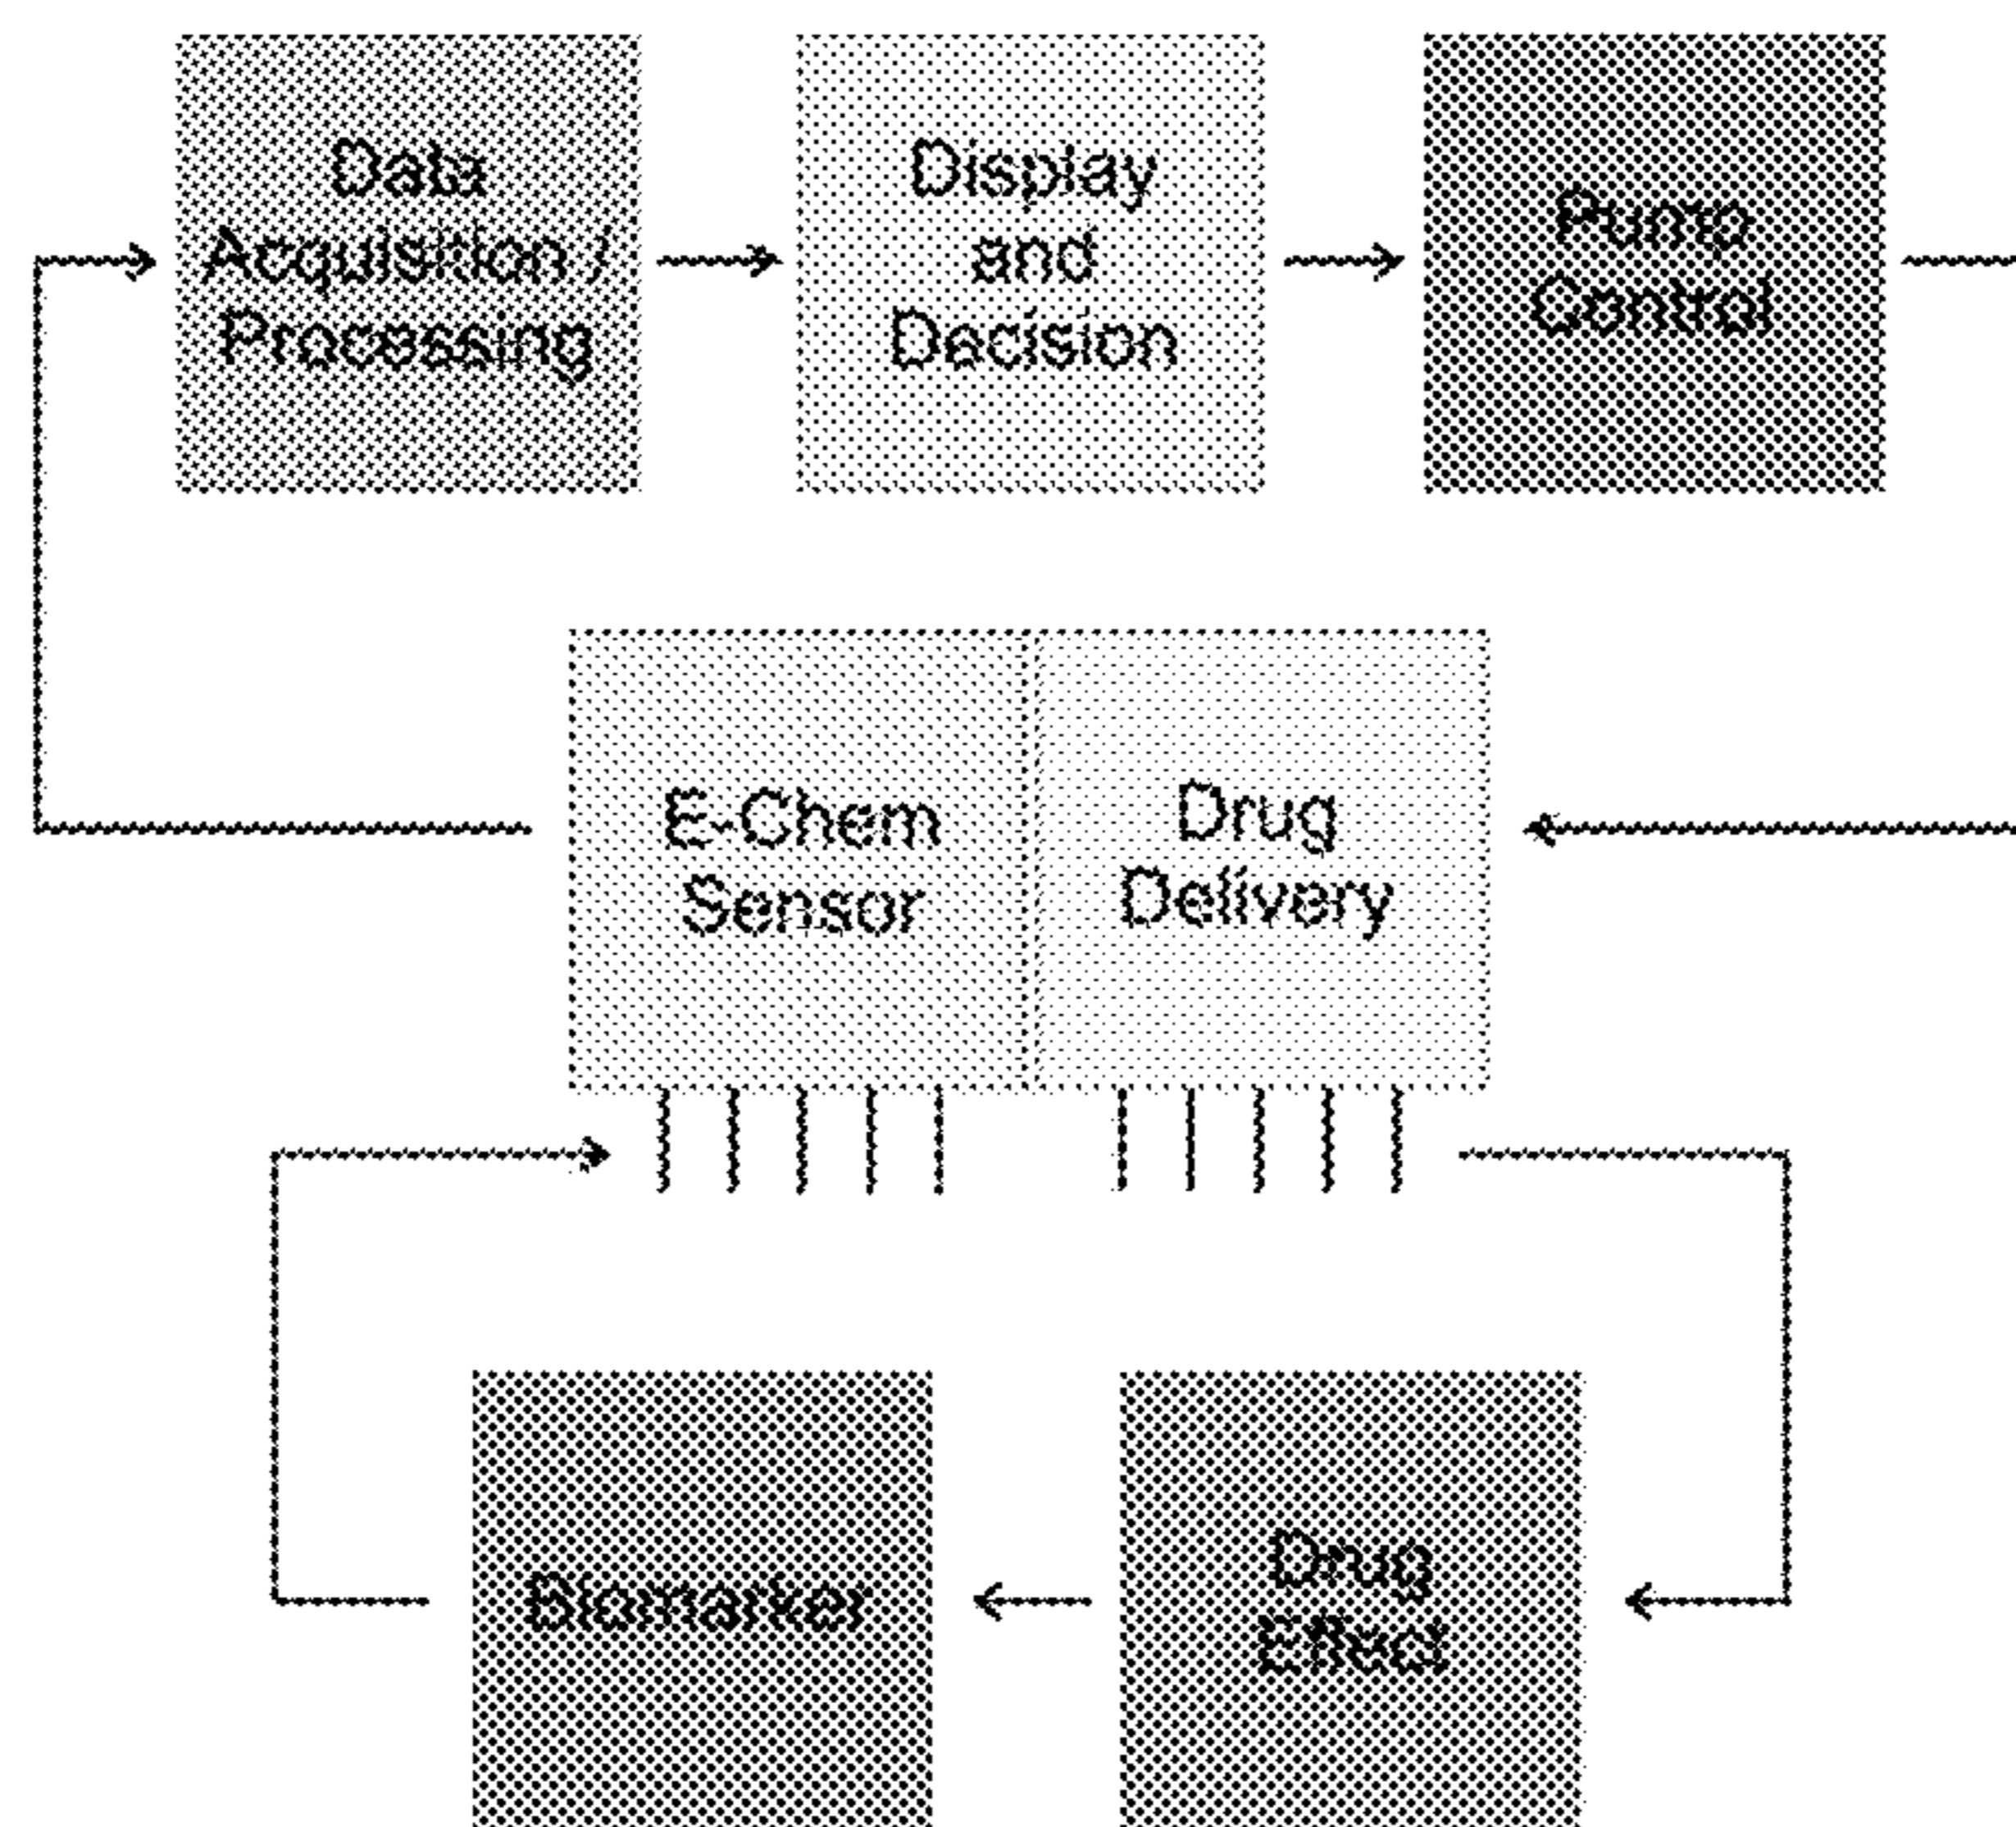 Data
Acquisition /
Processing
Display
and
Decision
Pump
Control
E-Chem
Sensor
Drug
Delivery
Biomarker
Drug
Effect